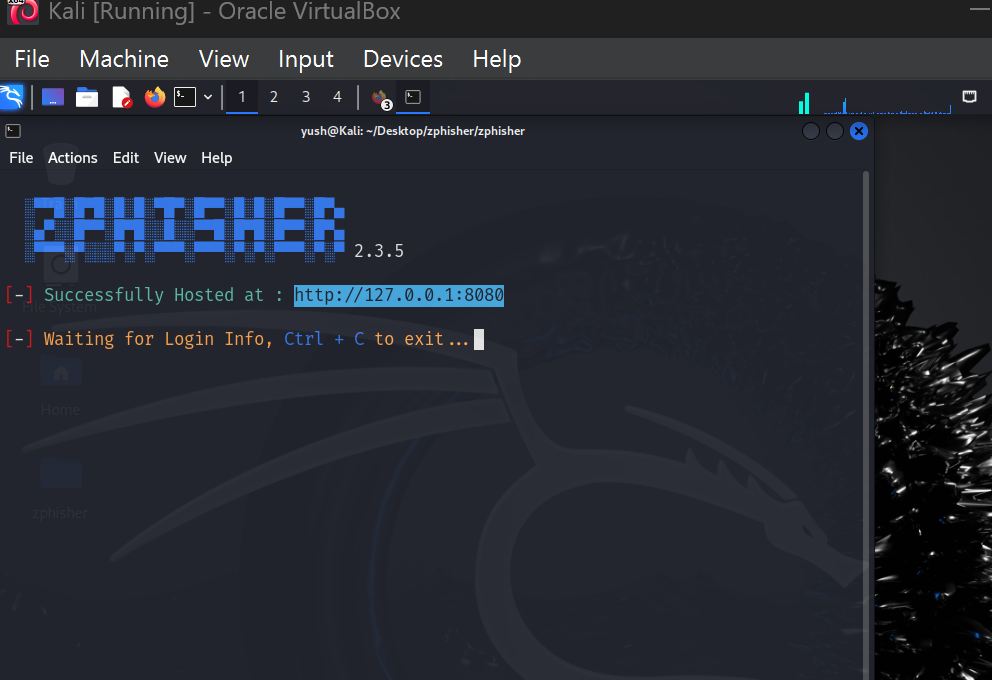 Kali [Running] - Oracle VirtualBox
File Machine View Input Devices Help
1 2 3 4 3
yush@Kali: ~/Desktop/zphisher/zphisher
File Actions Edit View Help
ZPHISHER 2.3.5
[-] Successfully Hosted at : http://127.0.0.1:8080
File System
[-] Waiting for Login Info, Ctrl + C to exit...
Home
zphisher